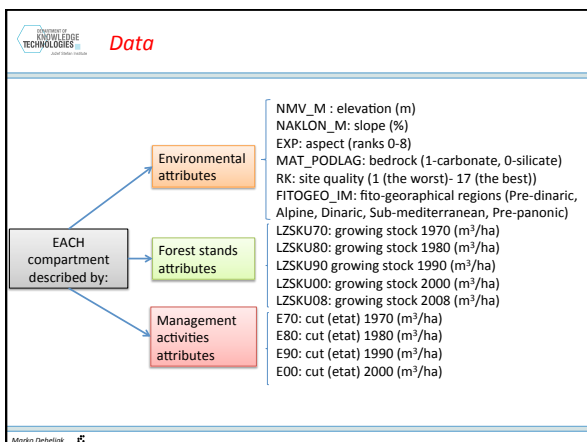 DEPARTMENT OF
KNOWLEDGE
TECHNOLOGIES
Jožef Stefan Institute
Data
NMV_M : elevation (m)
NAKLON_M: slope (%)
EXP: aspect (ranks 0-8)
MAT_PODLAG: bedrock (1-carbonate, 0-silicate)
RK: site quality (1 (the worst)- 17 (the best))
FITOGEO_IM: fito-georaphical regions (Pre-dinaric,
Alpine, Dinaric, Sub-mediterranean, Pre-panonic)
Environmental
attributes
EACH
compartment
described by:
Forest stands
attributes
LZSKU70: growing stock 1970 (m³/ha)
LZSKU80: growing stock 1980 (m³/ha)
LZSKU90 growing stock 1990 (m³/ha)
LZSKU00: growing stock 2000 (m³/ha)
LZSKU08: growing stock 2008 (m³/ha)
Management
activities
attributes
E70: cut (etat) 1970 (m³/ha)
E80: cut (etat) 1980 (m³/ha)
E90: cut (etat) 1990 (m³/ha)
E00: cut (etat) 2000 (m³/ha)
Marko Debeljak